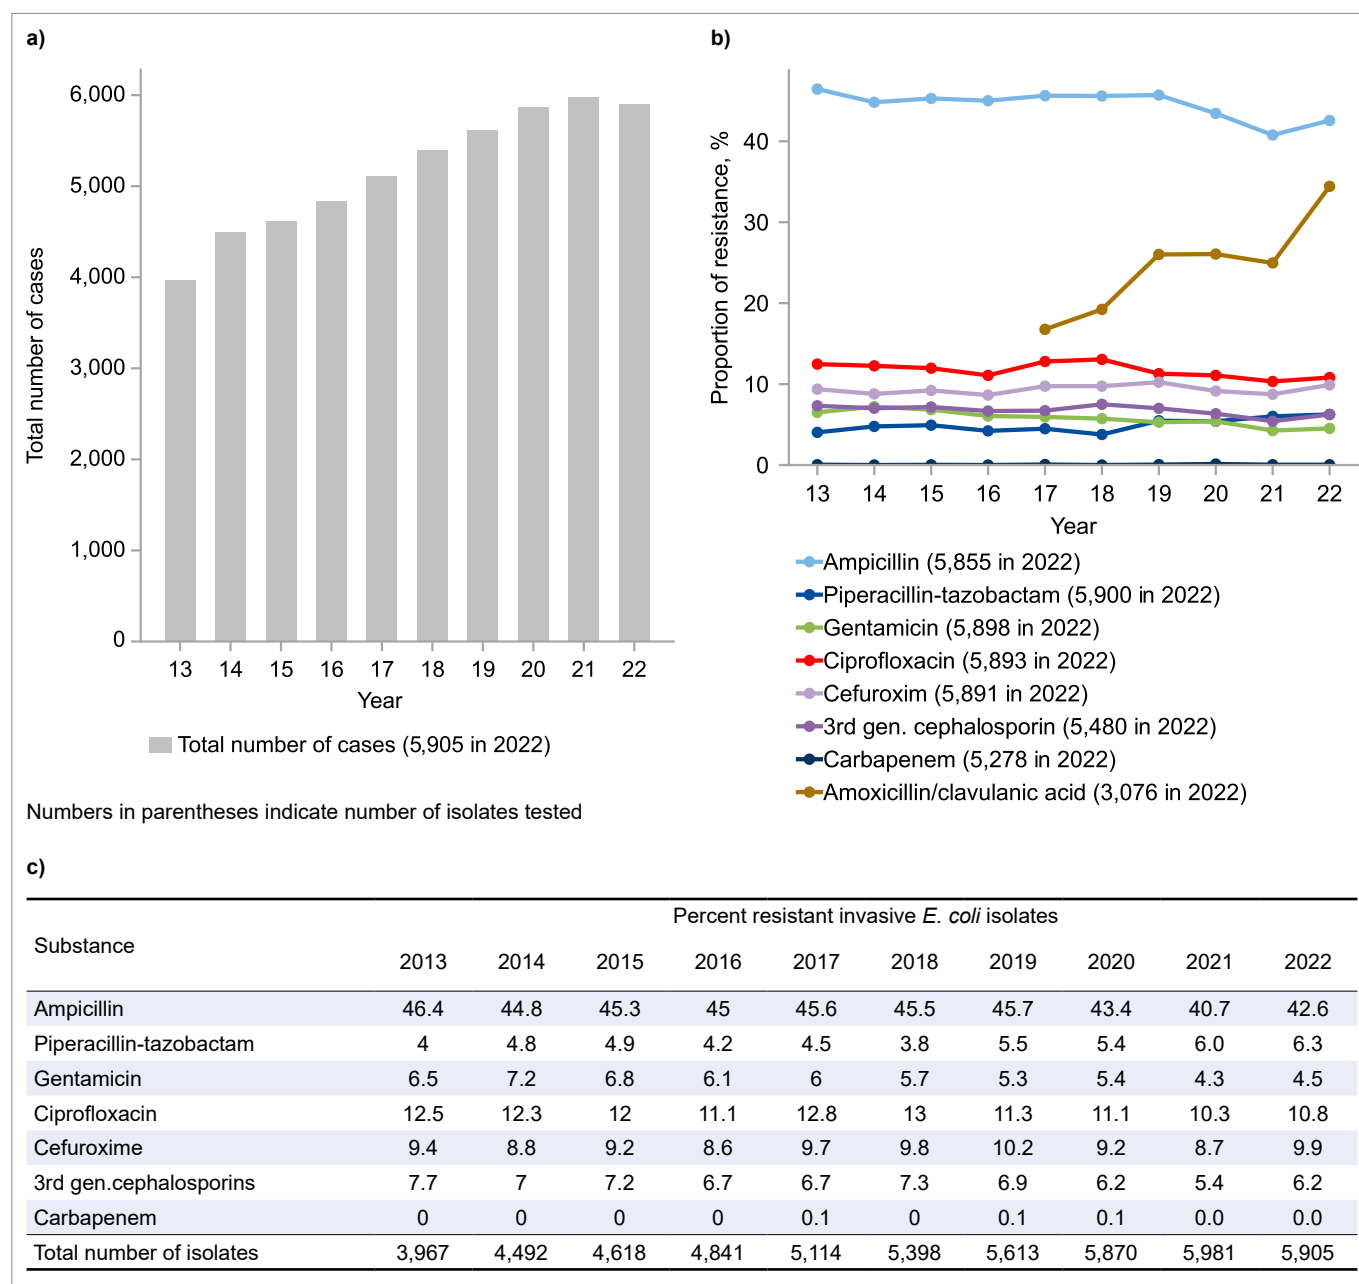 a)
6,000
5,000
4,000
3,000
2,000
1,000
0
Total number of cases
13 14 15 16 17 18 19 20 21 22
Year
Total number of cases (5,905 in 2022)
Numbers in parentheses indicate number of isolates tested
b)
40
30
20
10
0
Proportion of resistance, %
13 14 15 16 17 18 19 20 21 22
Year
Ampicillin (5,855 in 2022)
Piperacillin-tazobactam (5,900 in 2022)
Gentamicin (5,898 in 2022)
Ciprofloxacin (5,893 in 2022)
Cefuroxim (5,891 in 2022)
3rd gen. cephalosporin (5,480 in 2022)
Carbapenem (5,278 in 2022)
Amoxicillin/clavulanic acid (3,076 in 2022)
c)
Percent resistant invasive E. coli isolates
Substance 2013 2014 2015 2016 2017 2018 2019 2020 2021 2022
Ampicillin 46.4 44.8 45.3 45 45.6 45.5 45.7 43.4 40.7 42.6
Piperacillin-tazobactam 4 4.8 4.9 4.2 4.5 3.8 5.5 5.4 6.0 6.3
Gentamicin 6.5 7.2 6.8 6.1 6 5.7 5.3 5.4 4.3 4.5
Ciprofloxacin 12.5 12.3 12 11.1 12.8 13 11.3 11.1 10.3 10.8
Cefuroxime 9.4 8.8 9.2 8.6 9.7 9.8 10.2 9.2 8.7 9.9
3rd gen.cephalosporins 7.7 7 7.2 6.7 6.7 7.3 6.9 6.2 5.4 6.2
Carbapenem 0 0 0 0 0.1 0 0.1 0.1 0.0 0.0
Total number of isolates 3,967 4,492 4,618 4,841 5,114 5,398 5,613 5,870 5,981 5,905